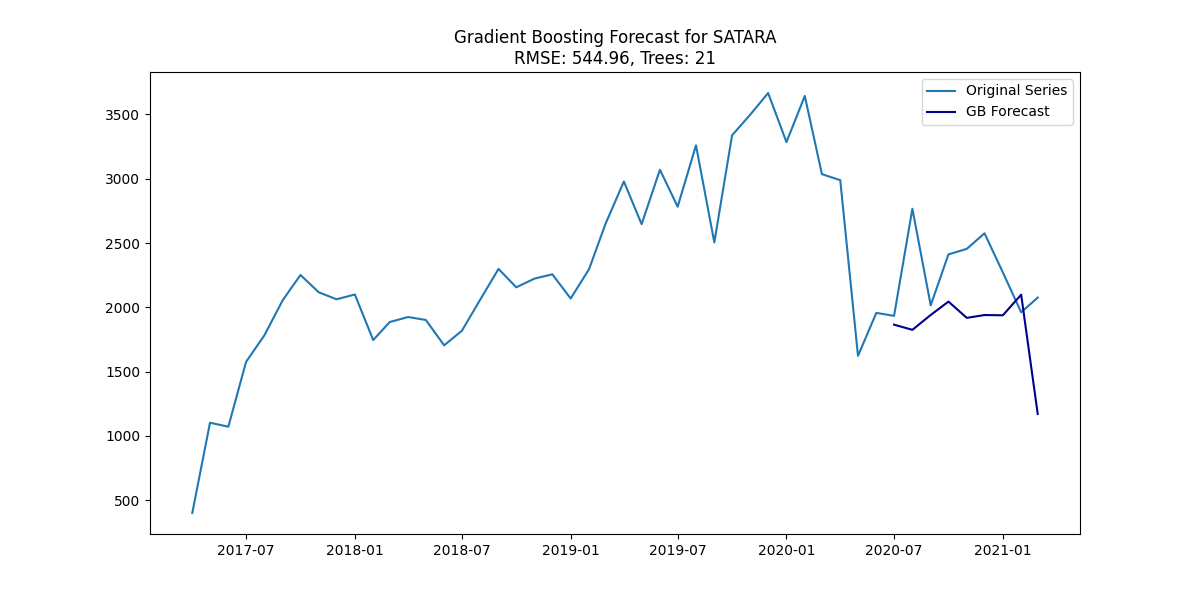 Gradient Boosting Forecast for SATARA
RMSE: 544.96, Trees: 21
Original Series
GB Forecast
3500
3000
2500
2000
1500
1000
500
2017-07 2018-01 2018-07 2019-01 2019-07 2020-01 2020-07 2021-01